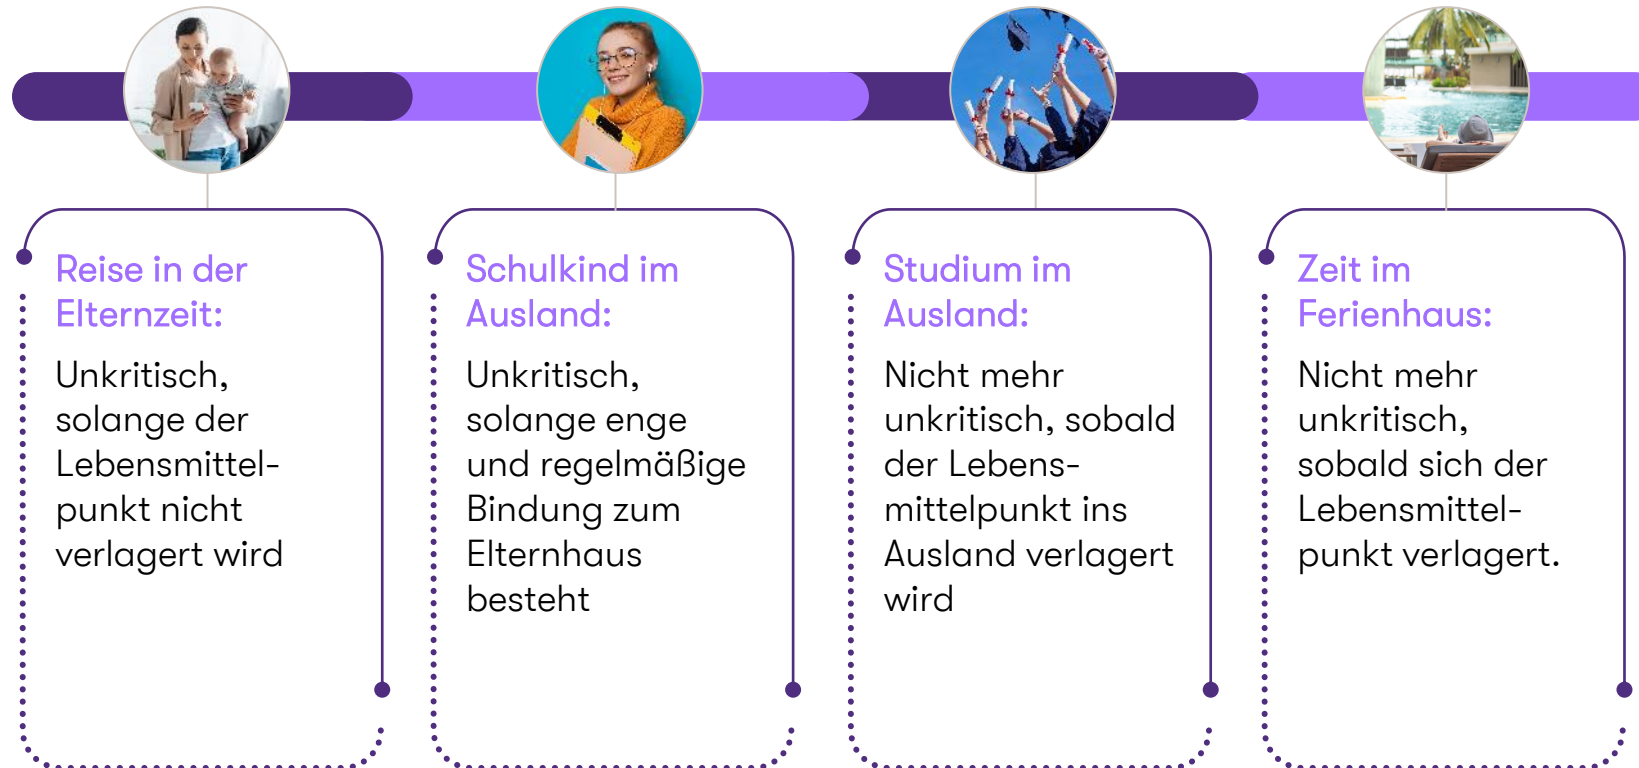 Reise in der
Elternzeit:
Unkritisch,
solange der
Lebensmittel-
punkt nicht
verlagert wird
Schulkind im
Ausland:
Unkritisch,
solange enge
und regelmäßige
Bindung zum
Elternhaus
besteht
Studium im
Ausland:
Nicht mehr
unkritisch, sobald
der Lebens-
mittelpunkt ins
Ausland verlagert
wird
Zeit im
Ferienhaus:
Nicht mehr
unkritisch,
sobald sich der
Lebensmittel-
punkt verlagert.